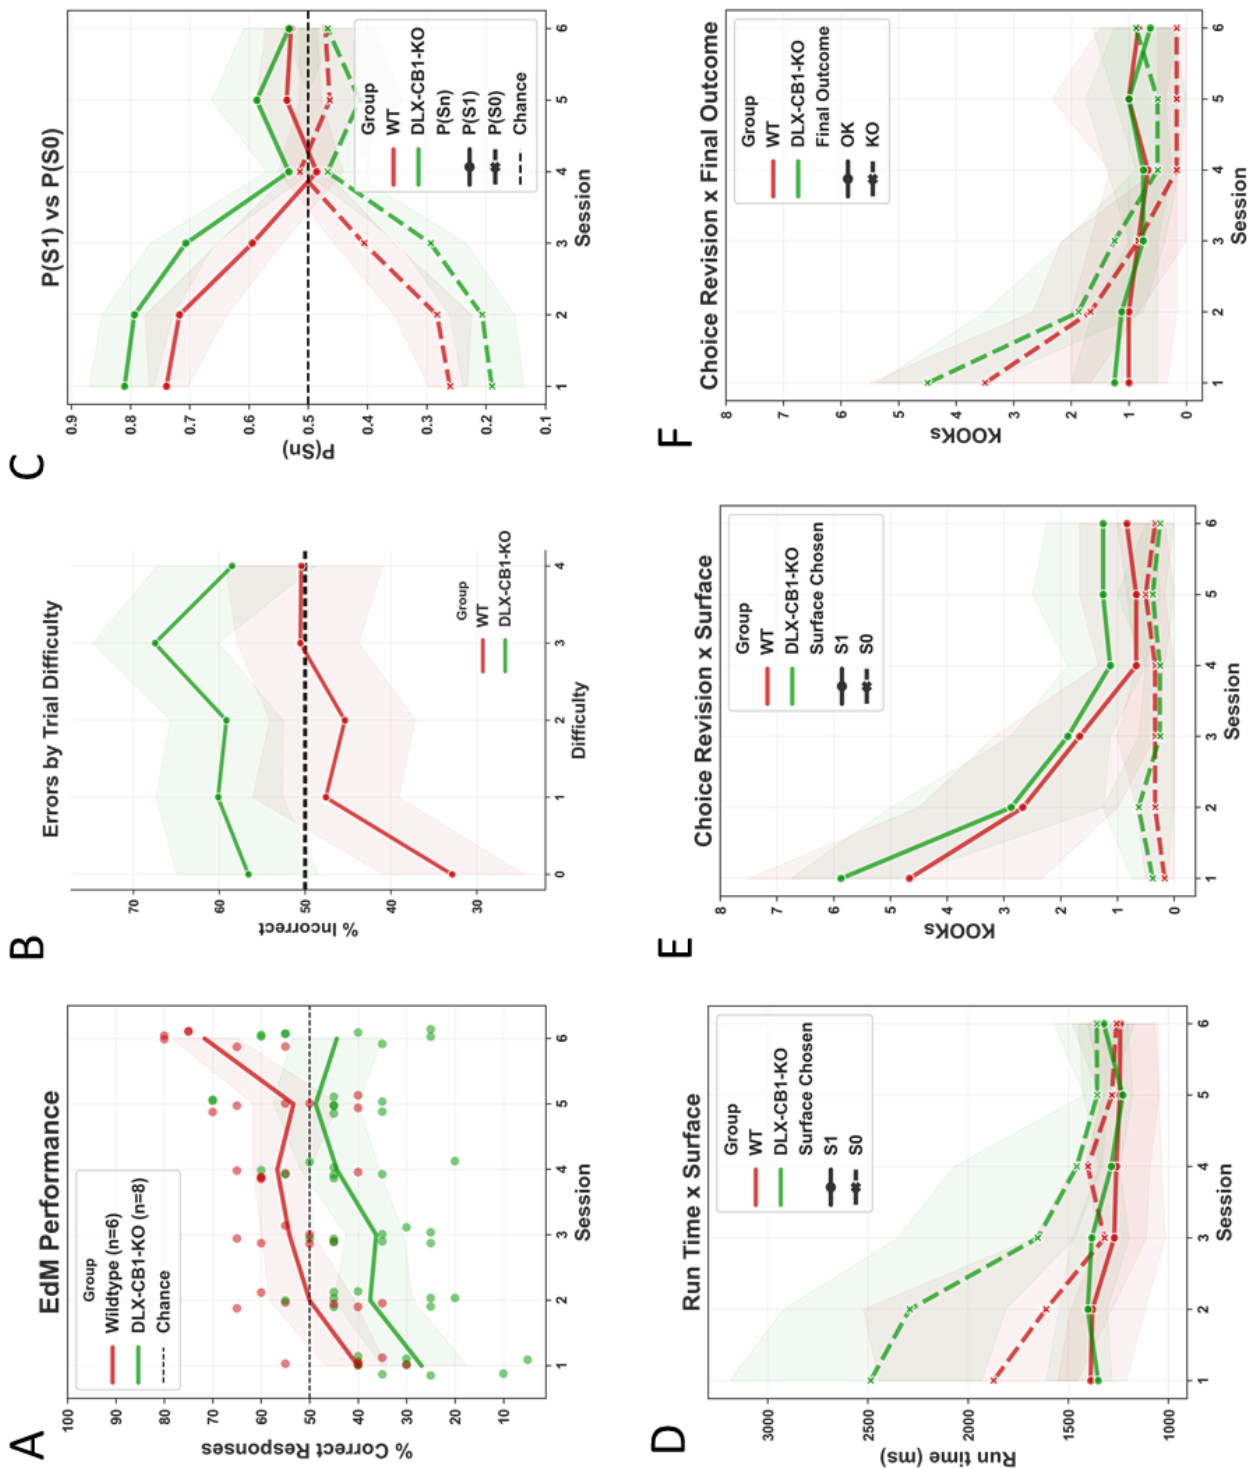 A
EdM Performance
Group
Wildtype (n=6)
DLX-CB1-KO (n=8)
Chance
100
90
80
70
60
50
40
30
20
10
% Correct Responses
1 2 3 4 5 6
Session
B
Errors by Trial Difficulty
70
60
50
40
30
% Incorrect
0 1 2 3 4
Difficulty
Group
WT
DLX-CB1-KO
C
P(S1) vs P(S0)
0.9
0.8
0.7
0.6
0.5
0.4
0.3
0.2
0.1
P(Sn)
1 2 3 4 5 6
Session
Group
WT
DLX-CB1-KO
P(Sn)
P(S1)
P(S0)
Chance
D
Run Time x Surface
Group
WT
DLX-CB1-KO
Surface Chosen
S1
S0
3000
2500
2000
1500
1000
Run time (ms)
1 2 3 4 5 6
Session
E
Choice Revision x Surface
Group
WT
DLX-CB1-KO
Surface Chosen
S1
S0
8
7
6
5
4
3
2
1
0
KOOKs
1 2 3 4 5 6
Session
F
Choice Revision x Final Outcome
Group
WT
DLX-CB1-KO
Final Outcome
OK
KO
8
7
6
5
4
3
2
1
0
KOOKs
1 2 3 4 5 6
Session